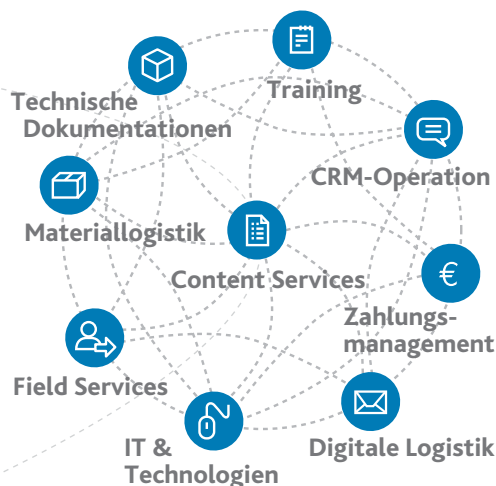 Training
Technische
Dokumentationen
CRM-Operation
Materiallogistik
Content Services
€
Zahlungs-
management
Field Services
IT &
Technologien
Digitale Logistik